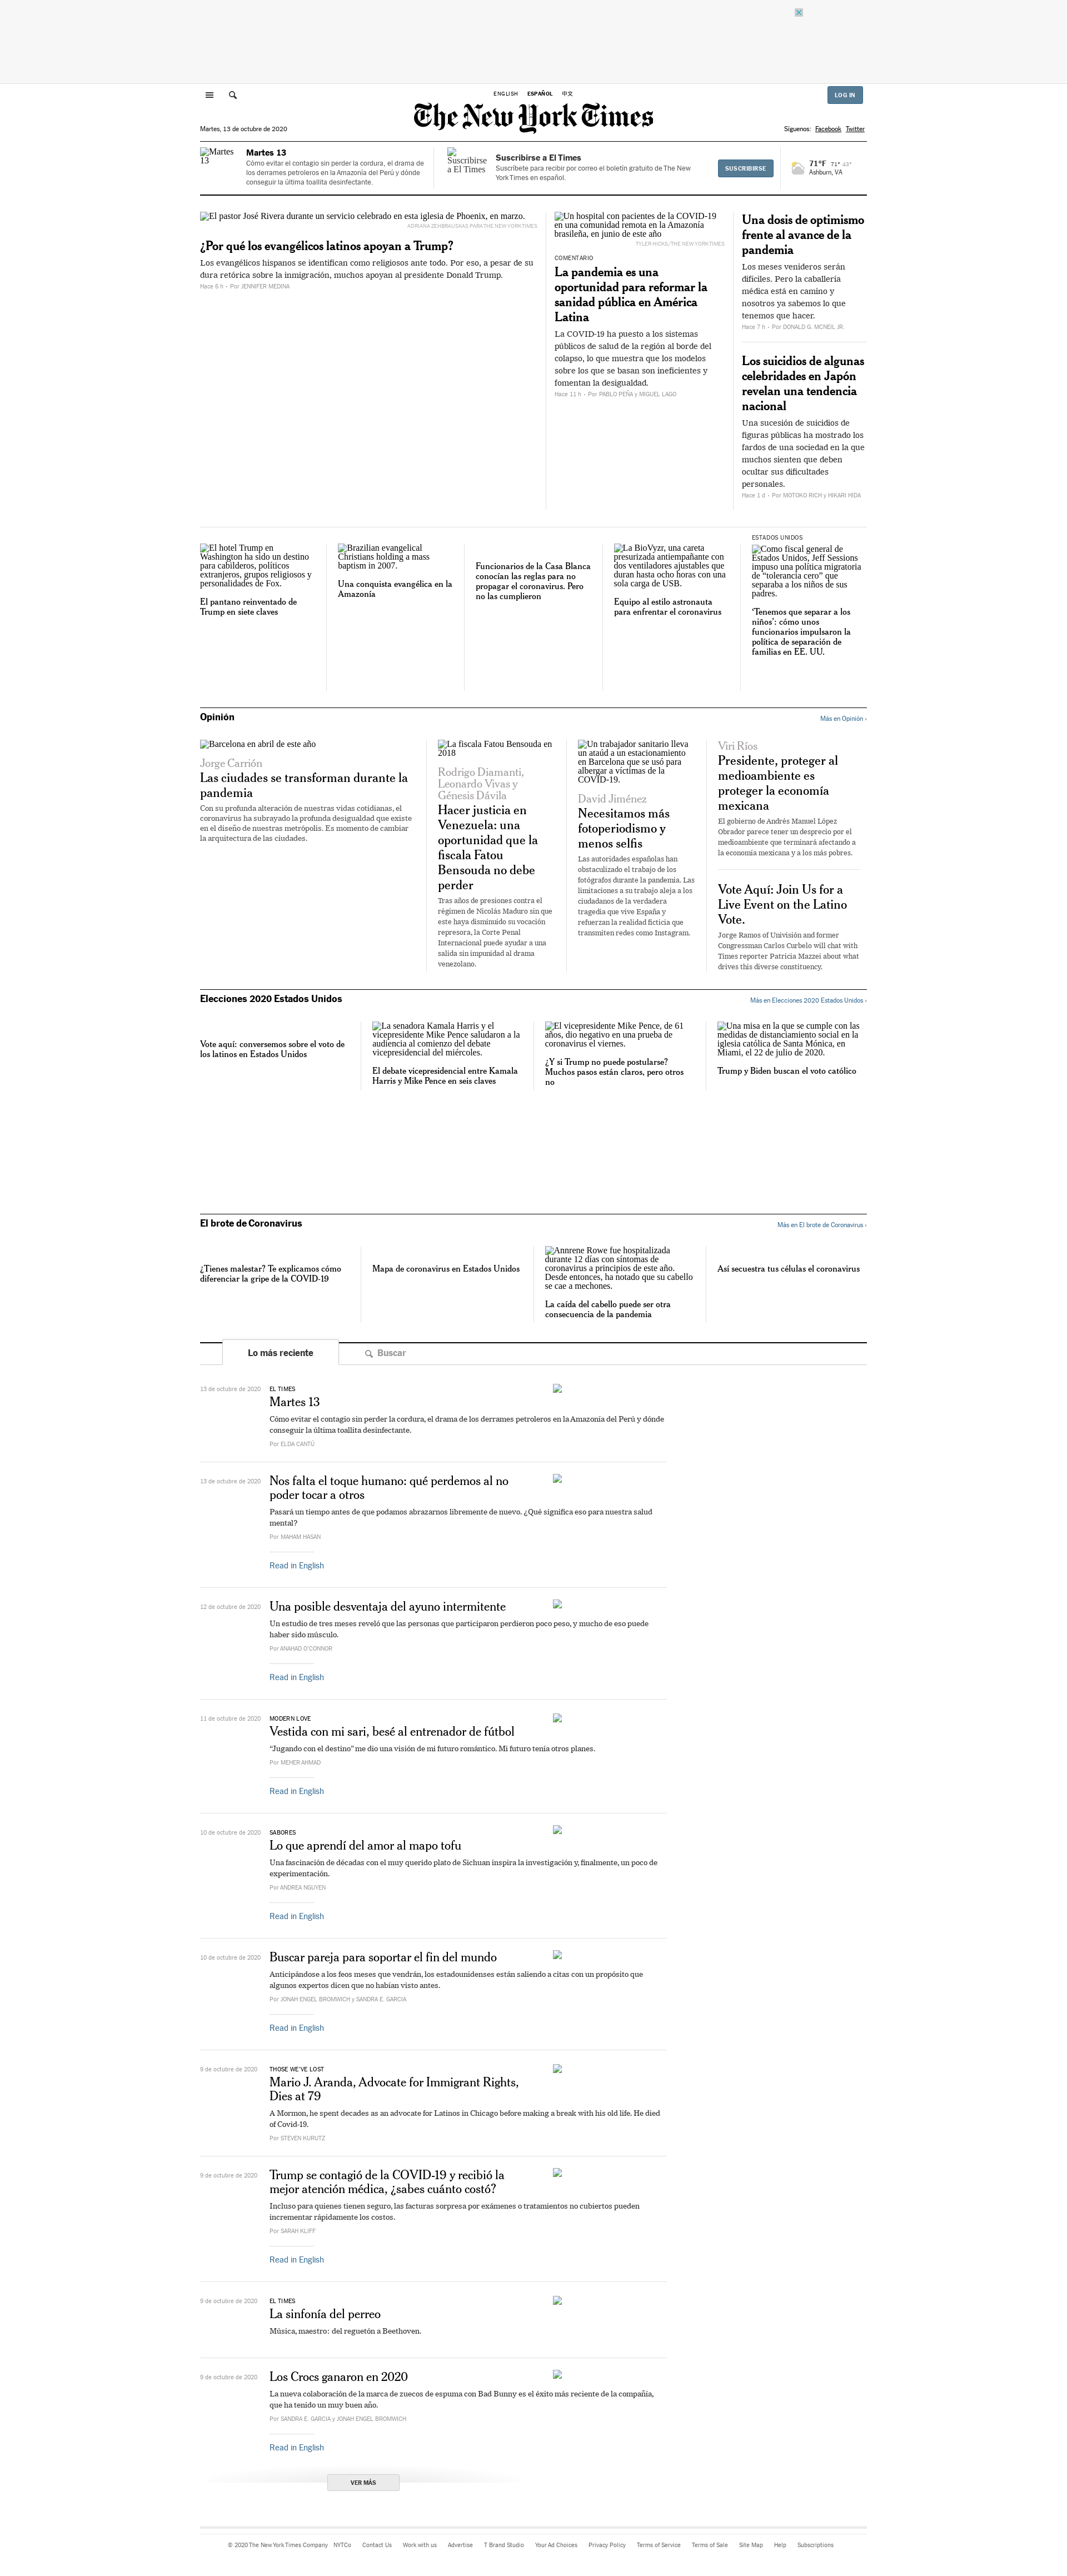 ENGLISH ESPAÑOL 中文
LOG IN
The New York Times
Martes, 13 de octubre de 2020
Síguenos: Facebook Twitter
Martes 13
Martes 13
Cómo evitar el contagio sin perder la cordura, el drama de
los derrames petroleros en la Amazonía del Perú y dónde
conseguir la última toallita desinfectante.
Suscribirse a El Times
Suscribirse a El Times
Suscríbete para recibir por correo el boletín gratuito de The New
York Times en español.
SUSCRIBIRSE
71°F 71° 43°
Ashburn, VA
El pastor José Rivera durante un servicio celebrado en esta iglesia de Phoenix, en marzo.
ADRIANA ZEHBRAUSKAS PARA THE NEW YORK TIMES
¿Por qué los evangélicos latinos apoyan a Trump?
Los evangélicos hispanos se identifican como religiosos ante todo. Por eso, a pesar de su
dura retórica sobre la inmigración, muchos apoyan al presidente Donald Trump.
Hace 6 h • Por JENNIFER MEDINA
Un hospital con pacientes de la COVID-19
en una comunidad remota en la Amazonía
brasileña, en junio de este año
TYLER HICKS/THE NEW YORK TIMES
COMENTARIO
La pandemia es una
oportunidad para reformar la
sanidad pública en América
Latina
La COVID-19 ha puesto a los sistemas
públicos de salud de la región al borde del
colapso, lo que muestra que los modelos
sobre los que se basan son ineficientes y
fomentan la desigualdad.
Hace 11 h • Por PABLO PEÑA y MIGUEL LAGO
Una dosis de optimismo
frente al avance de la
pandemia
Los meses venideros serán
difíciles. Pero la caballería
médica está en camino y
nosotros ya sabemos lo que
tenemos que hacer.
Hace 7 h • Por DONALD G. MCNEIL JR.
Los suicidios de algunas
celebridades en Japón
revelan una tendencia
nacional
Una sucesión de suicidios de
figuras públicas ha mostrado los
fardos de una sociedad en la que
muchos sienten que deben
ocultar sus dificultades
personales.
Hace 1 d • Por MOTOKO RICH y HIKARI HIDA
El hotel Trump en
Washington ha sido un destino
para cabilderos, políticos
extranjeros, grupos religiosos y
personalidades de Fox.
El pantano reinventado de
Trump en siete claves
Brazilian evangelical
Christians holding a mass
baptism in 2007.
Una conquista evangélica en la
Amazonía
Funcionarios de la Casa Blanca
conocían las reglas para no
propagar el coronavirus. Pero
no las cumplieron
La BioVyzr, una careta
presurizada antiempañante con
dos ventiladores ajustables que
duran hasta ocho horas con una
sola carga de USB.
Equipo al estilo astronauta
para enfrentar el coronavirus
ESTADOS UNIDOS
Como fiscal general de
Estados Unidos, Jeff Sessions
impuso una política migratoria
de “tolerancia cero” que
separaba a los niños de sus
padres.
‘Tenemos que separar a los
niños’: cómo unos
funcionarios impulsaron la
política de separación de
familias en EE. UU.
Opinión
Más en Opinión ›
Barcelona en abril de este año
Jorge Carrión
Las ciudades se transforman durante la
pandemia
Con su profunda alteración de nuestras vidas cotidianas, el
coronavirus ha subrayado la profunda desigualdad que existe
en el diseño de nuestras metrópolis. Es momento de cambiar
la arquitectura de las ciudades.
La fiscala Fatou Bensouda en
2018
Rodrigo Diamanti,
Leonardo Vivas y
Génesis Dávila
Hacer justicia en
Venezuela: una
oportunidad que la
fiscala Fatou
Bensouda no debe
perder
Tras años de presiones contra el
régimen de Nicolás Maduro sin que
este haya disminuido su vocación
represora, la Corte Penal
Internacional puede ayudar a una
salida sin impunidad al drama
venezolano.
Un trabajador sanitario lleva
un ataúd a un estacionamiento
en Barcelona que se usó para
albergar a víctimas de la
COVID-19.
David Jiménez
Necesitamos más
fotoperiodismo y
menos selfis
Las autoridades españolas han
obstaculizado el trabajo de los
fotógrafos durante la pandemia. Las
limitaciones a su trabajo aleja a los
ciudadanos de la verdadera
tragedia que vive España y
refuerzan la realidad ficticia que
transmiten redes como Instagram.
Viri Ríos
Presidente, proteger al
medioambiente es
proteger la economía
mexicana
El gobierno de Andrés Manuel López
Obrador parece tener un desprecio por el
medioambiente que terminará afectando a
la economía mexicana y a los más pobres.
Vote Aquí: Join Us for a
Live Event on the Latino
Vote.
Jorge Ramos of Univisión and former
Congressman Carlos Curbelo will chat with
Times reporter Patricia Mazzei about what
drives this diverse constituency.
Elecciones 2020 Estados Unidos
Más en Elecciones 2020 Estados Unidos ›
Vote aquí: conversemos sobre el voto de
los latinos en Estados Unidos
La senadora Kamala Harris y el
vicepresidente Mike Pence saludaron a la
audiencia al comienzo del debate
vicepresidencial del miércoles.
El debate vicepresidencial entre Kamala
Harris y Mike Pence en seis claves
El vicepresidente Mike Pence, de 61
años, dio negativo en una prueba de
coronavirus el viernes.
¿Y si Trump no puede postularse?
Muchos pasos están claros, pero otros
no
Una misa en la que se cumple con las
medidas de distanciamiento social en la
iglesia católica de Santa Mónica, en
Miami, el 22 de julio de 2020.
Trump y Biden buscan el voto católico
El brote de Coronavirus
Más en El brote de Coronavirus ›
¿Tienes malestar? Te explicamos cómo
diferenciar la gripe de la COVID-19
Mapa de coronavirus en Estados Unidos
Annrene Rowe fue hospitalizada
durante 12 días con síntomas de
coronavirus a principios de este año.
Desde entonces, ha notado que su cabello
se cae a mechones.
La caída del cabello puede ser otra
consecuencia de la pandemia
Así secuestra tus células el coronavirus
Lo más reciente
Buscar
13 de octubre de 2020
EL TIMES
Martes 13
Cómo evitar el contagio sin perder la cordura, el drama de los derrames petroleros en la Amazonía del Perú y dónde
conseguir la última toallita desinfectante.
Por ELDA CANTÚ
13 de octubre de 2020
Nos falta el toque humano: qué perdemos al no
poder tocar a otros
Pasará un tiempo antes de que podamos abrazarnos libremente de nuevo. ¿Qué significa eso para nuestra salud
mental?
Por MAHAM HASAN
Read in English
12 de octubre de 2020
Una posible desventaja del ayuno intermitente
Un estudio de tres meses reveló que las personas que participaron perdieron poco peso, y mucho de eso puede
haber sido músculo.
Por ANAHAD O'CONNOR
Read in English
11 de octubre de 2020
MODERN LOVE
Vestida con mi sari, besé al entrenador de fútbol
“Jugando con el destino” me dio una visión de mi futuro romántico. Mi futuro tenía otros planes.
Por MEHER AHMAD
Read in English
10 de octubre de 2020
SABORES
Lo que aprendí del amor al mapo tofu
Una fascinación de décadas con el muy querido plato de Sichuan inspira la investigación y, finalmente, un poco de
experimentación.
Por ANDREA NGUYEN
Read in English
10 de octubre de 2020
Buscar pareja para soportar el fin del mundo
Anticipándose a los feos meses que vendrán, los estadounidenses están saliendo a citas con un propósito que
algunos expertos dicen que no habían visto antes.
Por JONAH ENGEL BROMWICH y SANDRA E. GARCIA
Read in English
9 de octubre de 2020
THOSE WE'VE LOST
Mario J. Aranda, Advocate for Immigrant Rights,
Dies at 79
A Mormon, he spent decades as an advocate for Latinos in Chicago before making a break with his old life. He died
of Covid-19.
Por STEVEN KURUTZ
9 de octubre de 2020
Trump se contagió de la COVID-19 y recibió la
mejor atención médica, ¿sabes cuánto costó?
Incluso para quienes tienen seguro, las facturas sorpresa por exámenes o tratamientos no cubiertos pueden
incrementar rápidamente los costos.
Por SARAH KLIFF
Read in English
9 de octubre de 2020
EL TIMES
La sinfonía del perreo
Música, maestro: del reguetón a Beethoven.
9 de octubre de 2020
Los Crocs ganaron en 2020
La nueva colaboración de la marca de zuecos de espuma con Bad Bunny es el éxito más reciente de la compañía,
que ha tenido un muy buen año.
Por SANDRA E. GARCIA y JONAH ENGEL BROMWICH
Read in English
VER MÁS
© 2020 The New York Times Company NYTCo Contact Us Work with us Advertise T Brand Studio Your Ad Choices Privacy Policy Terms of Service Terms of Sale Site Map Help Subscriptions